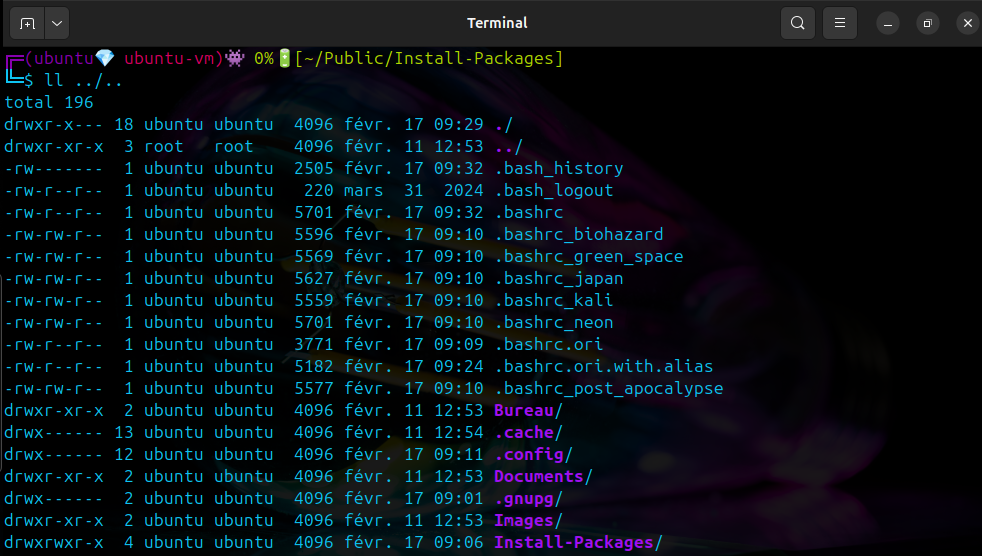 Terminal
╔═(ubuntu💎 ubuntu-vm)👾 0%🔋[~/Public/Install-Packages]
╚═$ ll ../..
total 196
drwxr-x--- 18 ubuntu ubuntu  4096 févr. 17 09:29 ./
drwxr-xr-x  3 root   root    4096 févr. 11 12:53 ../
-rw-------  1 ubuntu ubuntu  2505 févr. 17 09:32 .bash_history
-rw-r--r--  1 ubuntu ubuntu   220 mars  31  2024 .bash_logout
-rw-r--r--  1 ubuntu ubuntu  5701 févr. 17 09:32 .bashrc
-rw-rw-r--  1 ubuntu ubuntu  5596 févr. 17 09:10 .bashrc_biohazard
-rw-rw-r--  1 ubuntu ubuntu  5569 févr. 17 09:10 .bashrc_green_space
-rw-rw-r--  1 ubuntu ubuntu  5627 févr. 17 09:10 .bashrc_japan
-rw-rw-r--  1 ubuntu ubuntu  5559 févr. 17 09:10 .bashrc_kali
-rw-rw-r--  1 ubuntu ubuntu  5701 févr. 17 09:10 .bashrc_neon
-rw-r--r--  1 ubuntu ubuntu  3771 févr. 17 09:09 .bashrc.ori
-rw-r--r--  1 ubuntu ubuntu  5182 févr. 17 09:24 .bashrc.ori.with.alias
-rw-rw-r--  1 ubuntu ubuntu  5577 févr. 17 09:10 .bashrc_post_apocalypse
drwxr-xr-x  2 ubuntu ubuntu  4096 févr. 11 12:53 Bureau/
drwx------ 13 ubuntu ubuntu  4096 févr. 11 12:54 .cache/
drwx------ 12 ubuntu ubuntu  4096 févr. 17 09:11 .config/
drwxr-xr-x  2 ubuntu ubuntu  4096 févr. 11 12:53 Documents/
drwx------  2 ubuntu ubuntu  4096 févr. 17 09:01 .gnupg/
drwxr-xr-x  2 ubuntu ubuntu  4096 févr. 11 12:53 Images/
drwxrwxr-x  4 ubuntu ubuntu  4096 févr. 17 09:06 Install-Packages/